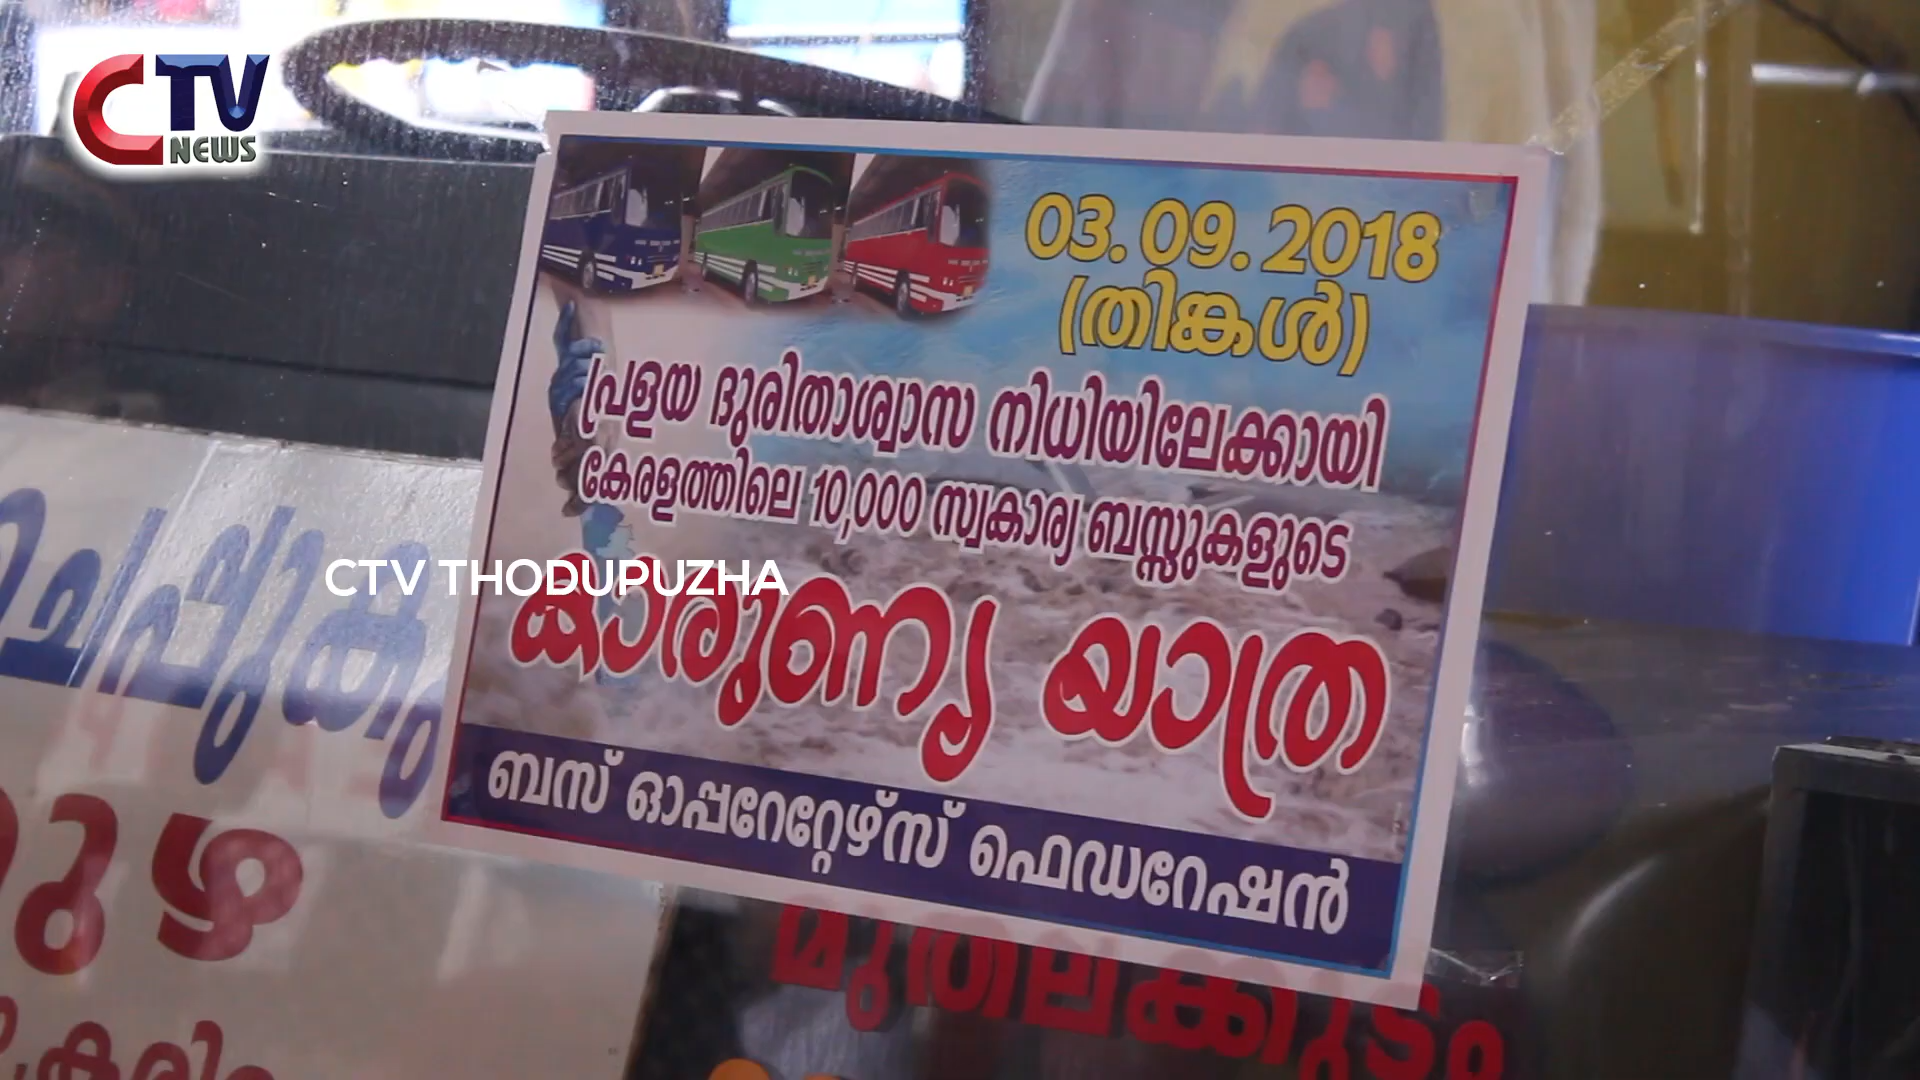 CTV
NEWS
03.09.2018
(തിങ്കൾ)
പ്രളയ ദുരിതാശ്വാസ നിധിയിലേക്കായി
കേരളത്തിലെ 10,000 സ്വകാര്യ ബസ്സുകളുടെ
CTV THODUPUZHA
കാരുണ്യ യാത്ര
ബസ് ഓപ്പറേറ്റേഴ്സ് ഫെഡറേഷൻ
മുതലക്കുടം